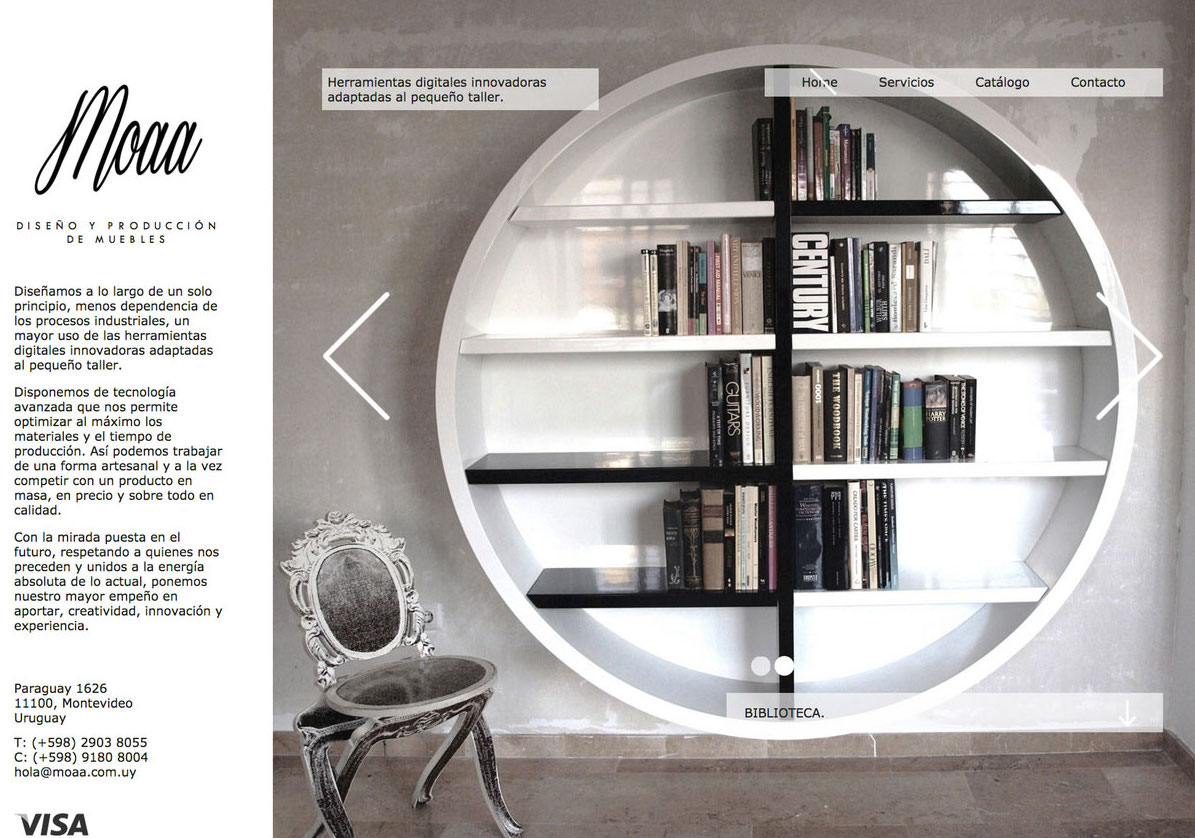 Moaa
DISEÑO Y PRODUCCIÓN
DE MUEBLES
Diseñamos a lo largo de un solo
principio, menos dependencia de
los procesos industriales, un
mayor uso de las herramientas
digitales innovadoras adaptadas
al pequeño taller.
Disponemos de tecnología
avanzada que nos permite
optimizar al máximo los
materiales y el tiempo de
producción. Así podemos trabajar
de una forma artesanal y a la vez
competir con un producto en
masa, en precio y sobre todo en
calidad.
Con la mirada puesta en el
futuro, respetando a quienes nos
preceden y unidos a la energía
absoluta de lo actual, ponemos
nuestro mayor empeño en
aportar, creatividad, innovación y
experiencia.
Paraguay 1626
11100, Montevideo
Uruguay
T: (+598) 2903 8055
C: (+598) 9180 8004
hola@moaa.com.uy
VISA
Herramientas digitales innovadoras
adaptadas al pequeño taller.
Home Servicios Catálogo Contacto
CENTURY
GUITARS
THE WOODBOOK
HARRY
POTTER
BIBLIOTECA.